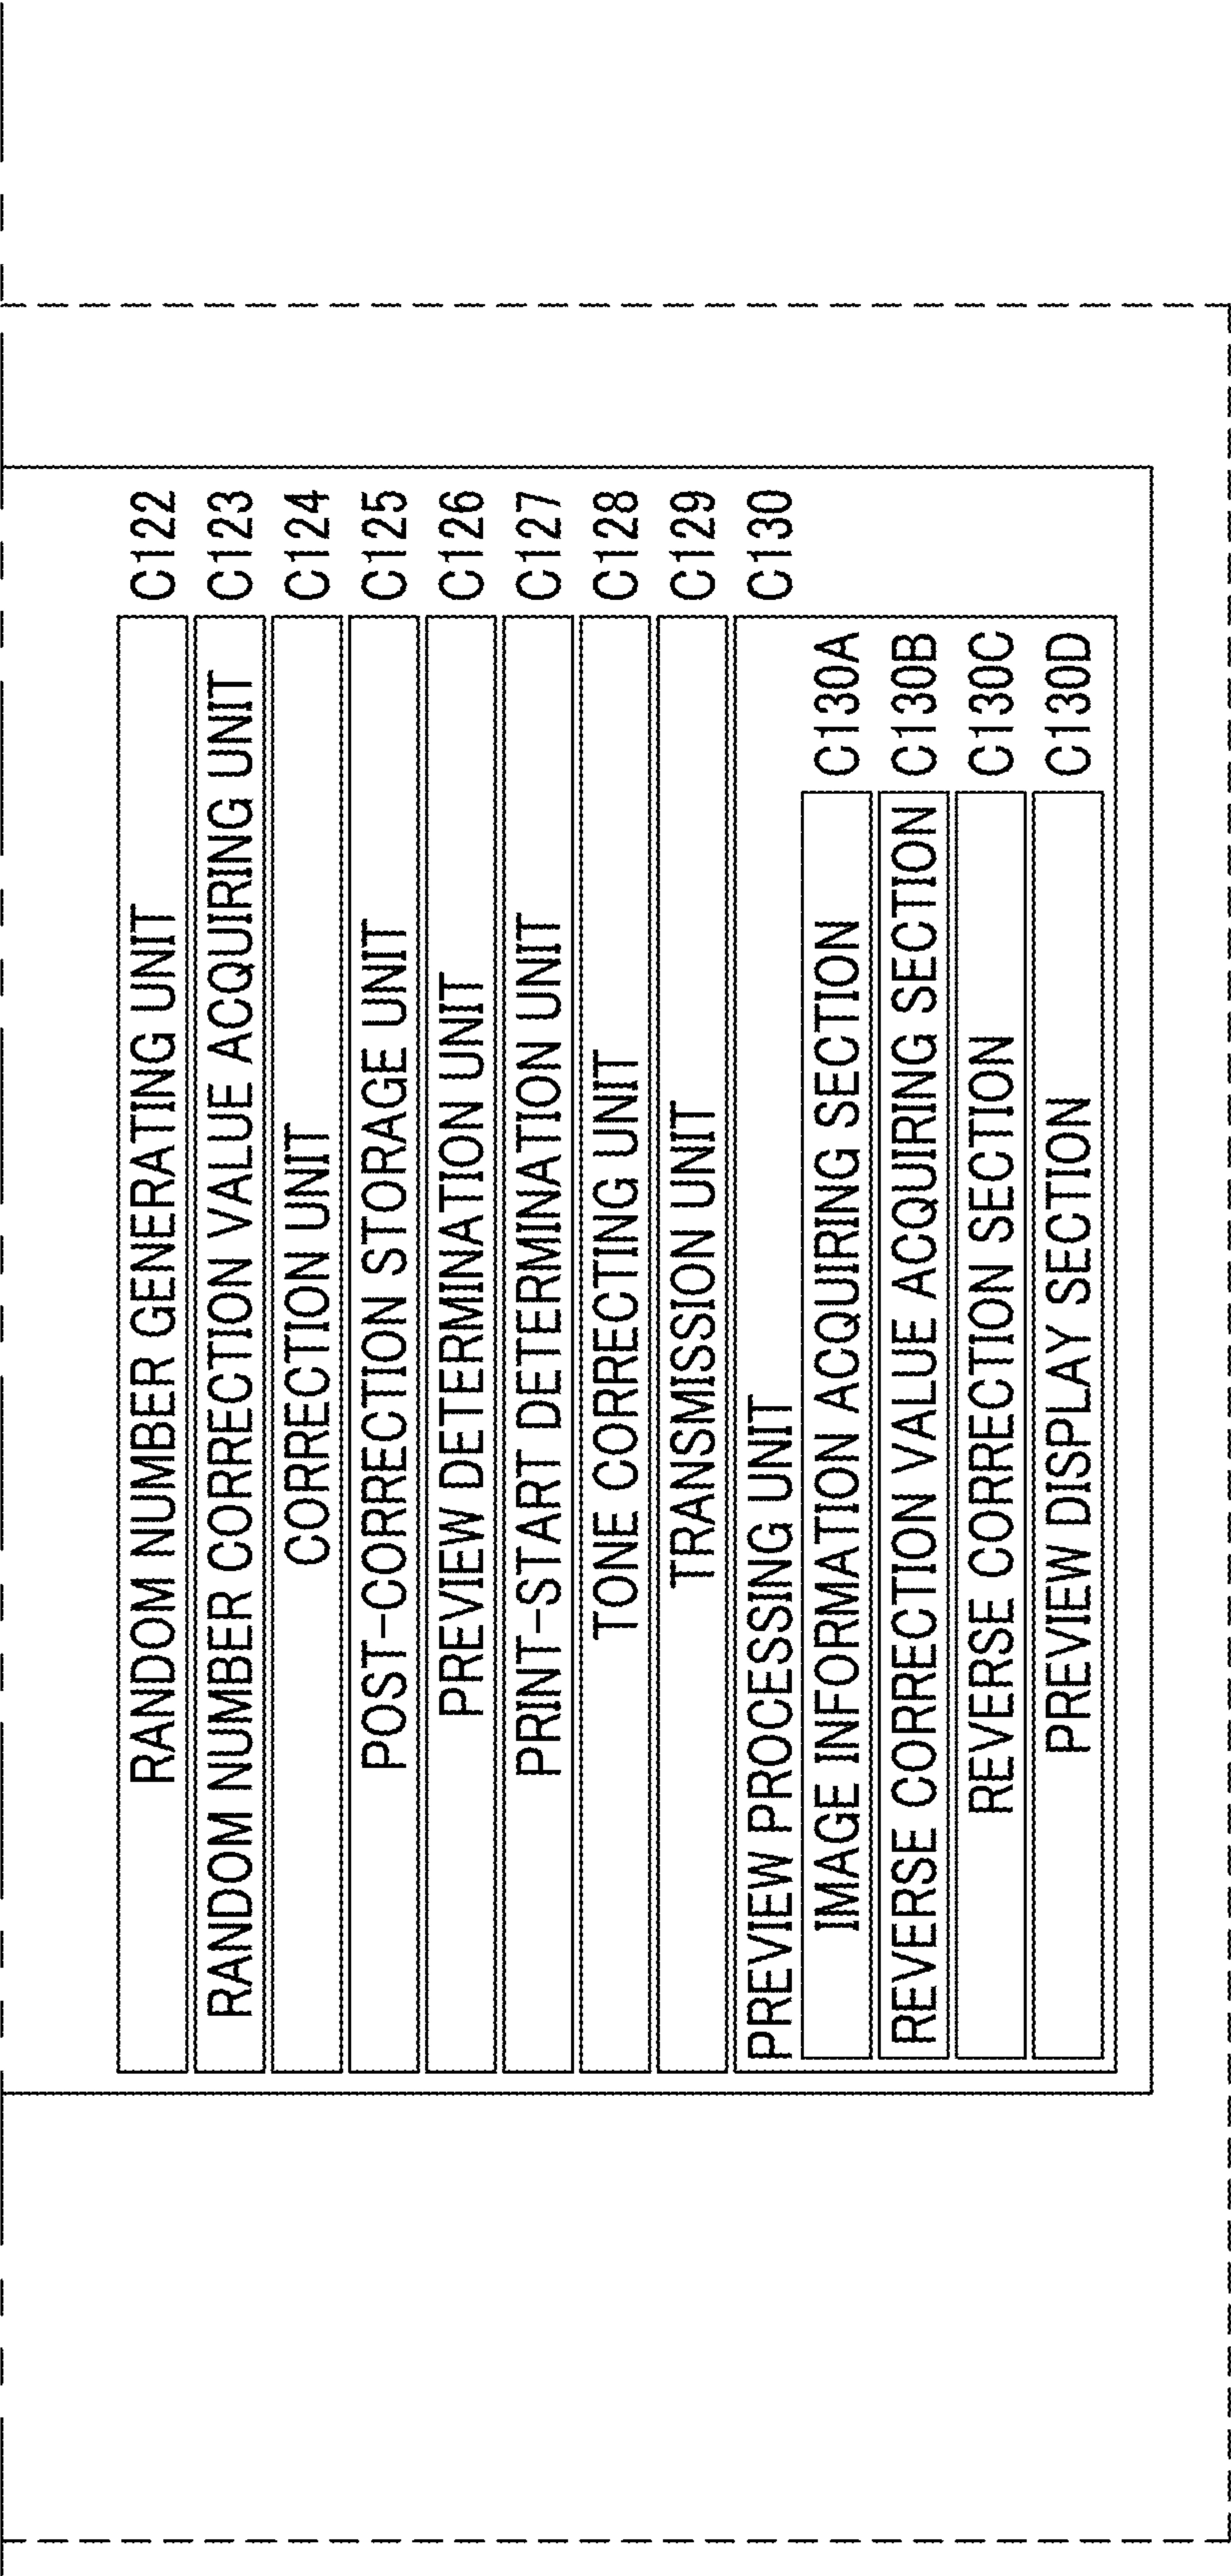 RANDOM NUMBER GENERATING UNIT C122
RANDOM NUMBER CORRECTION VALUE ACQUIRING UNIT C123
CORRECTION UNIT C124
POST-CORRECTION STORAGE UNIT C125
PREVIEW DETERMINATION UNIT C126
PRINT-START DETERMINATION UNIT C127
TONE CORRECTING UNIT C128
TRANSMISSION UNIT C129
PREVIEW PROCESSING UNIT C130
IMAGE INFORMATION ACQUIRING SECTION C130A
REVERSE CORRECTION VALUE ACQUIRING SECTION C130B
REVERSE CORRECTION SECTION C130C
PREVIEW DISPLAY SECTION C130D